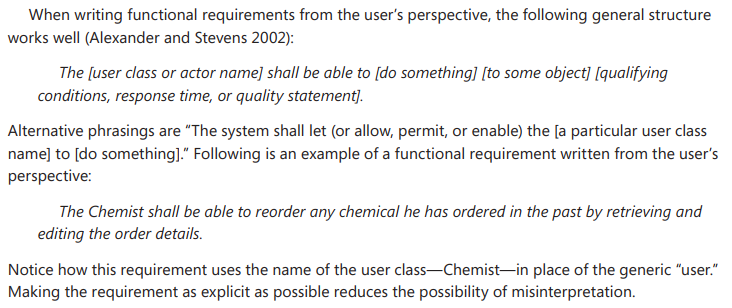 When writing functional requirements from the user’s perspective, the following general structure
works well (Alexander and Stevens 2002):
The [user class or actor name] shall be able to [do something] [to some object] [qualifying
conditions, response time, or quality statement].
Alternative phrasings are “The system shall let (or allow, permit, or enable) the [a particular user class
name] to [do something].” Following is an example of a functional requirement written from the user’s
perspective:
The Chemist shall be able to reorder any chemical he has ordered in the past by retrieving and
editing the order details.
Notice how this requirement uses the name of the user class—Chemist—in place of the generic “user.”
Making the requirement as explicit as possible reduces the possibility of misinterpretation.